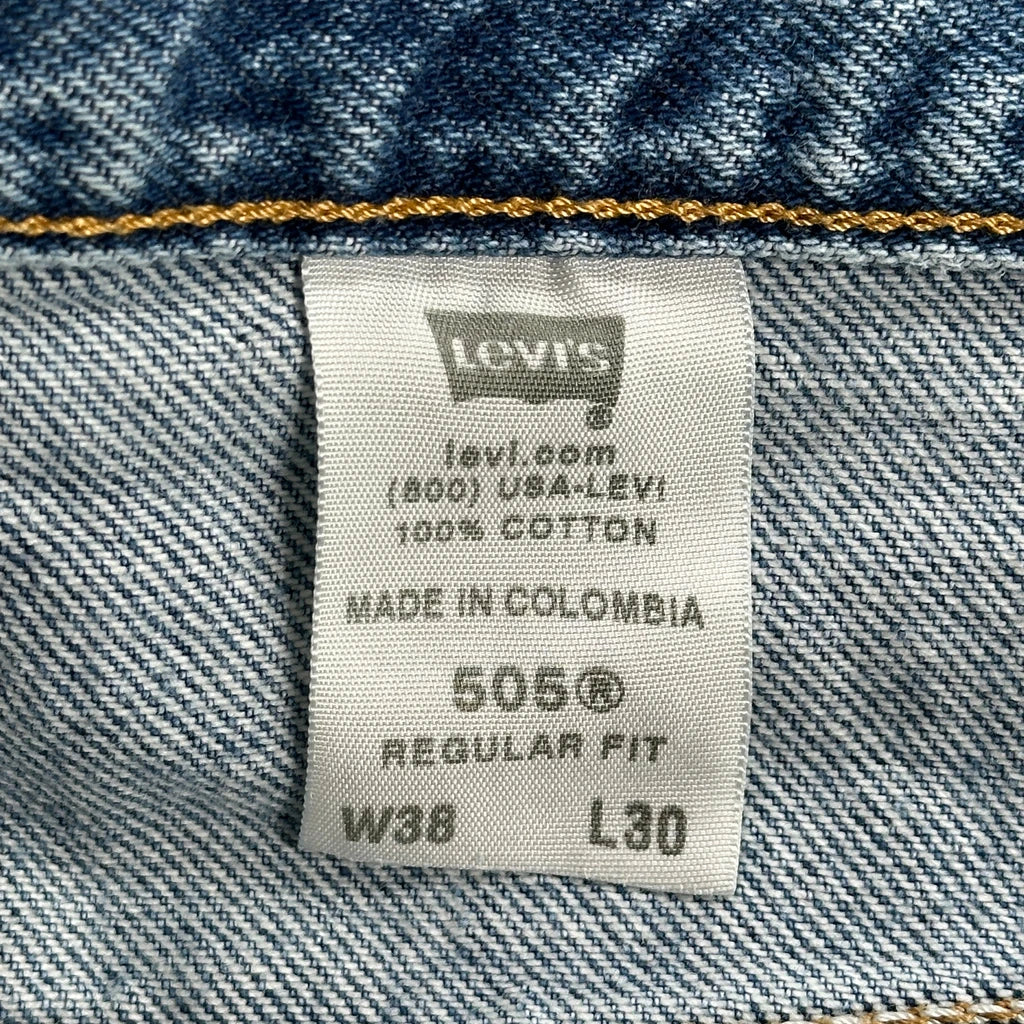 LEVI'S
levi.com
(800) USA-LEVI
100% COTTON
MADE IN COLOMBIA
505®
REGULAR FIT
W38 L30